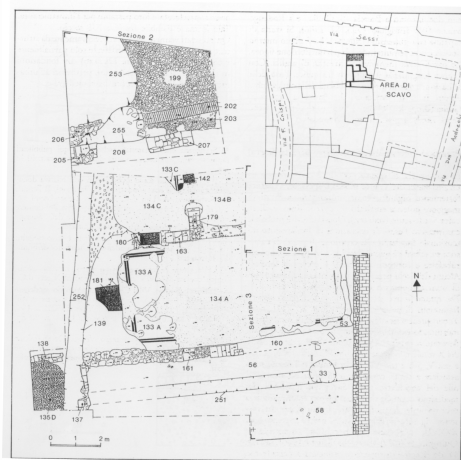 Sezione 2
253
199
202
203
206
255
205
208
207
Via Sassi
AREA DI
SCAVO
133 C
142
134 C
134 B
179
180
163
Sezione 1
133 A
181
134 A
Sezione 3
N
252
139
133 A
53
138
160
161
56
33
251
58
135 D
137
0 1 2 m